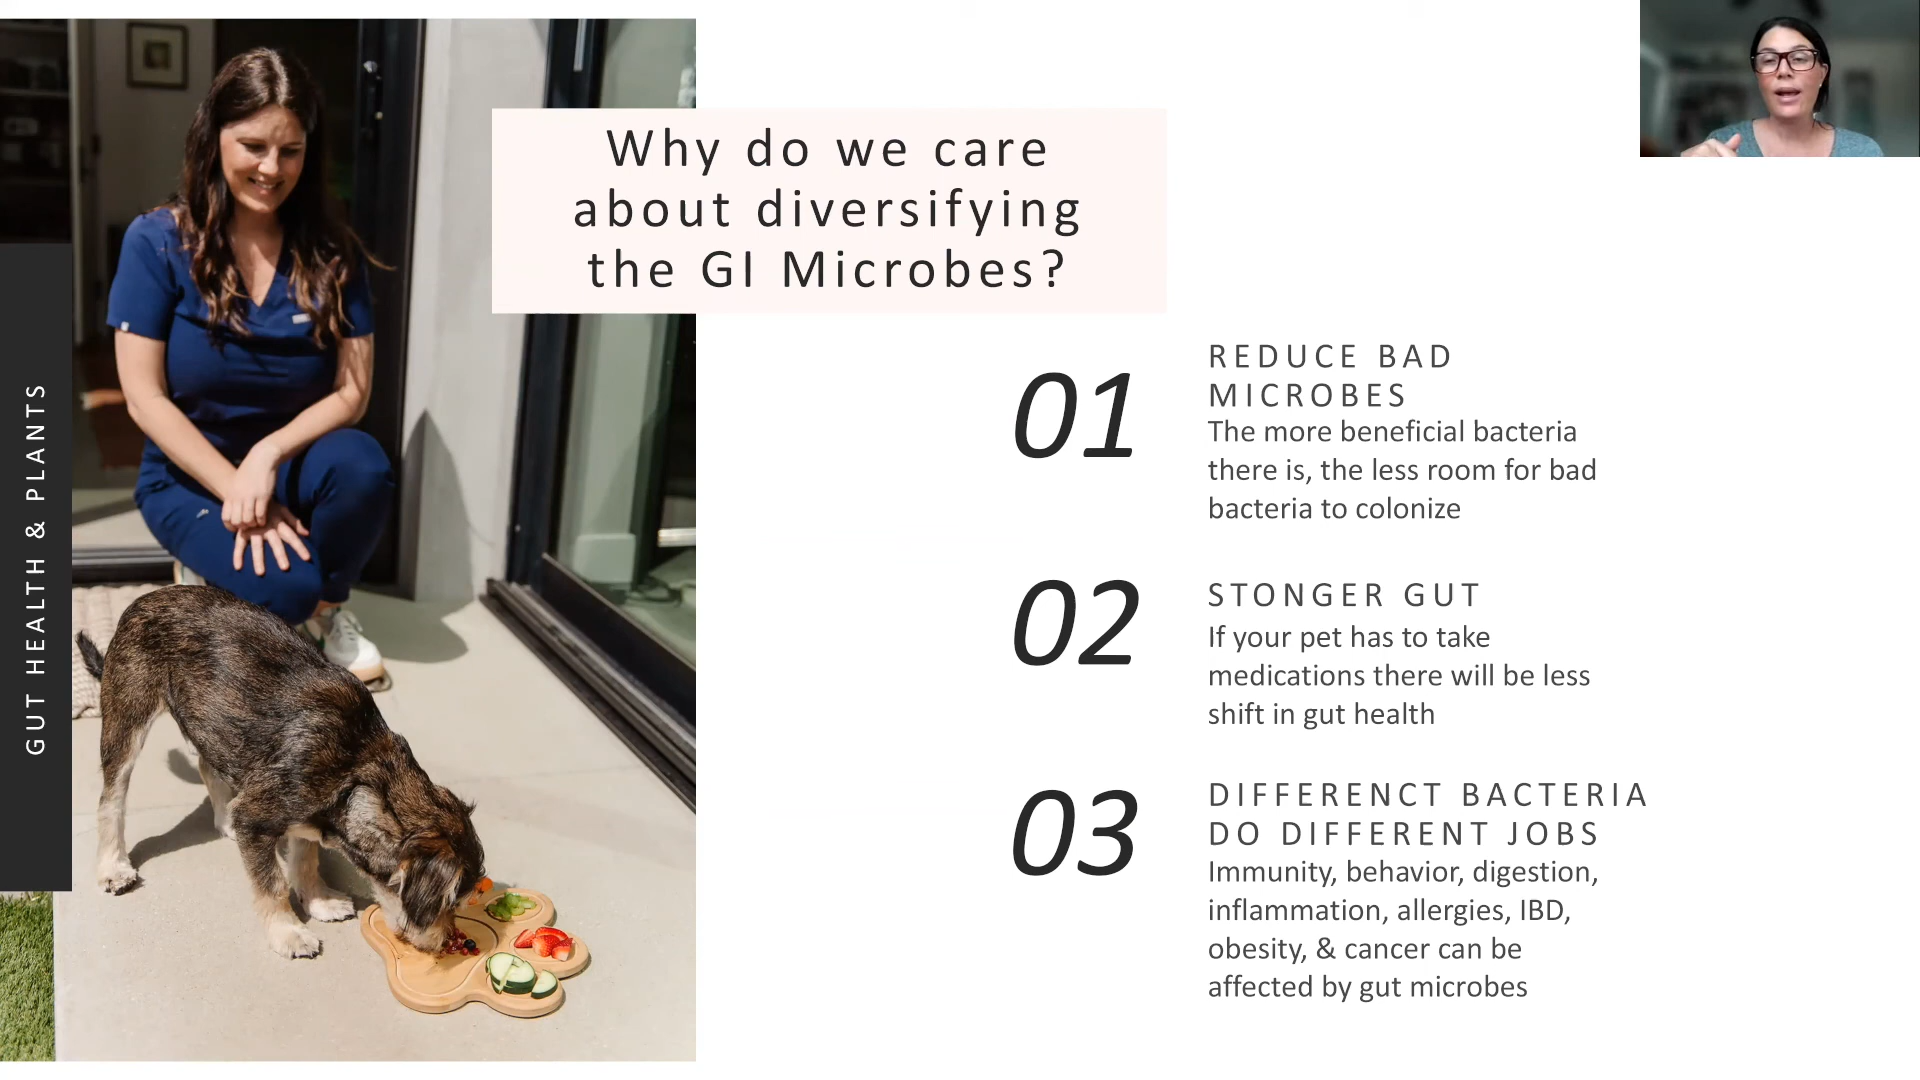 GUT HEALTH & PLANTS
Why do we care
about diversifying
the GI Microbes?
01
REDUCE BAD
MICROBES
The more beneficial bacteria
there is, the less room for bad
bacteria to colonize
02
STONGER GUT
If your pet has to take
medications there will be less
shift in gut health
03
DIFFERENCT BACTERIA
DO DIFFERENT JOBS
Immunity, behavior, digestion,
inflammation, allergies, IBD,
obesity, & cancer can be
affected by gut microbes